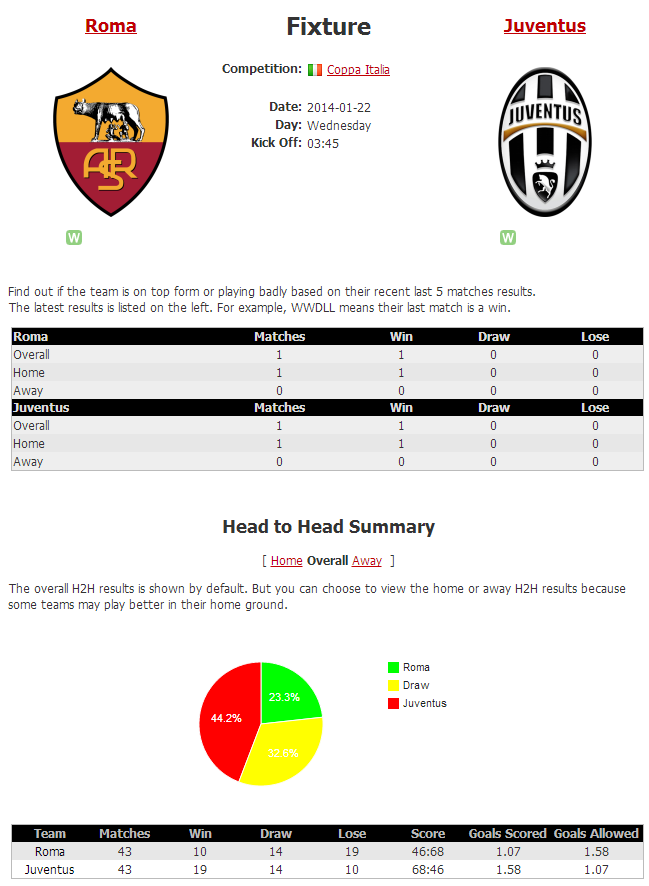 Roma
Fixture
Juventus
Competition: Coppa Italia
Date: 2014-01-22
Day: Wednesday
Kick Off: 03:45
ASR
JUVENTUS
W
W
Find out if the team is on top form or playing badly based on their recent last 5 matches results.
The latest results is listed on the left. For example, WWDLL means their last match is a win.
Roma Matches Win Draw Lose
Overall 1 1 0 0
Home 1 1 0 0
Away 0 0 0 0
Juventus Matches Win Draw Lose
Overall 1 1 0 0
Home 1 1 0 0
Away 0 0 0 0
Head to Head Summary
[ Home Overall Away ]
The overall H2H results is shown by default. But you can choose to view the home or away H2H results because
some teams may play better in their home ground.
Roma
Draw
Juventus
23.3%
44.2%
32.6%
Team Matches Win Draw Lose Score Goals Scored Goals Allowed
Roma 43 10 14 19 46:68 1.07 1.58
Juventus 43 19 14 10 68:46 1.58 1.07